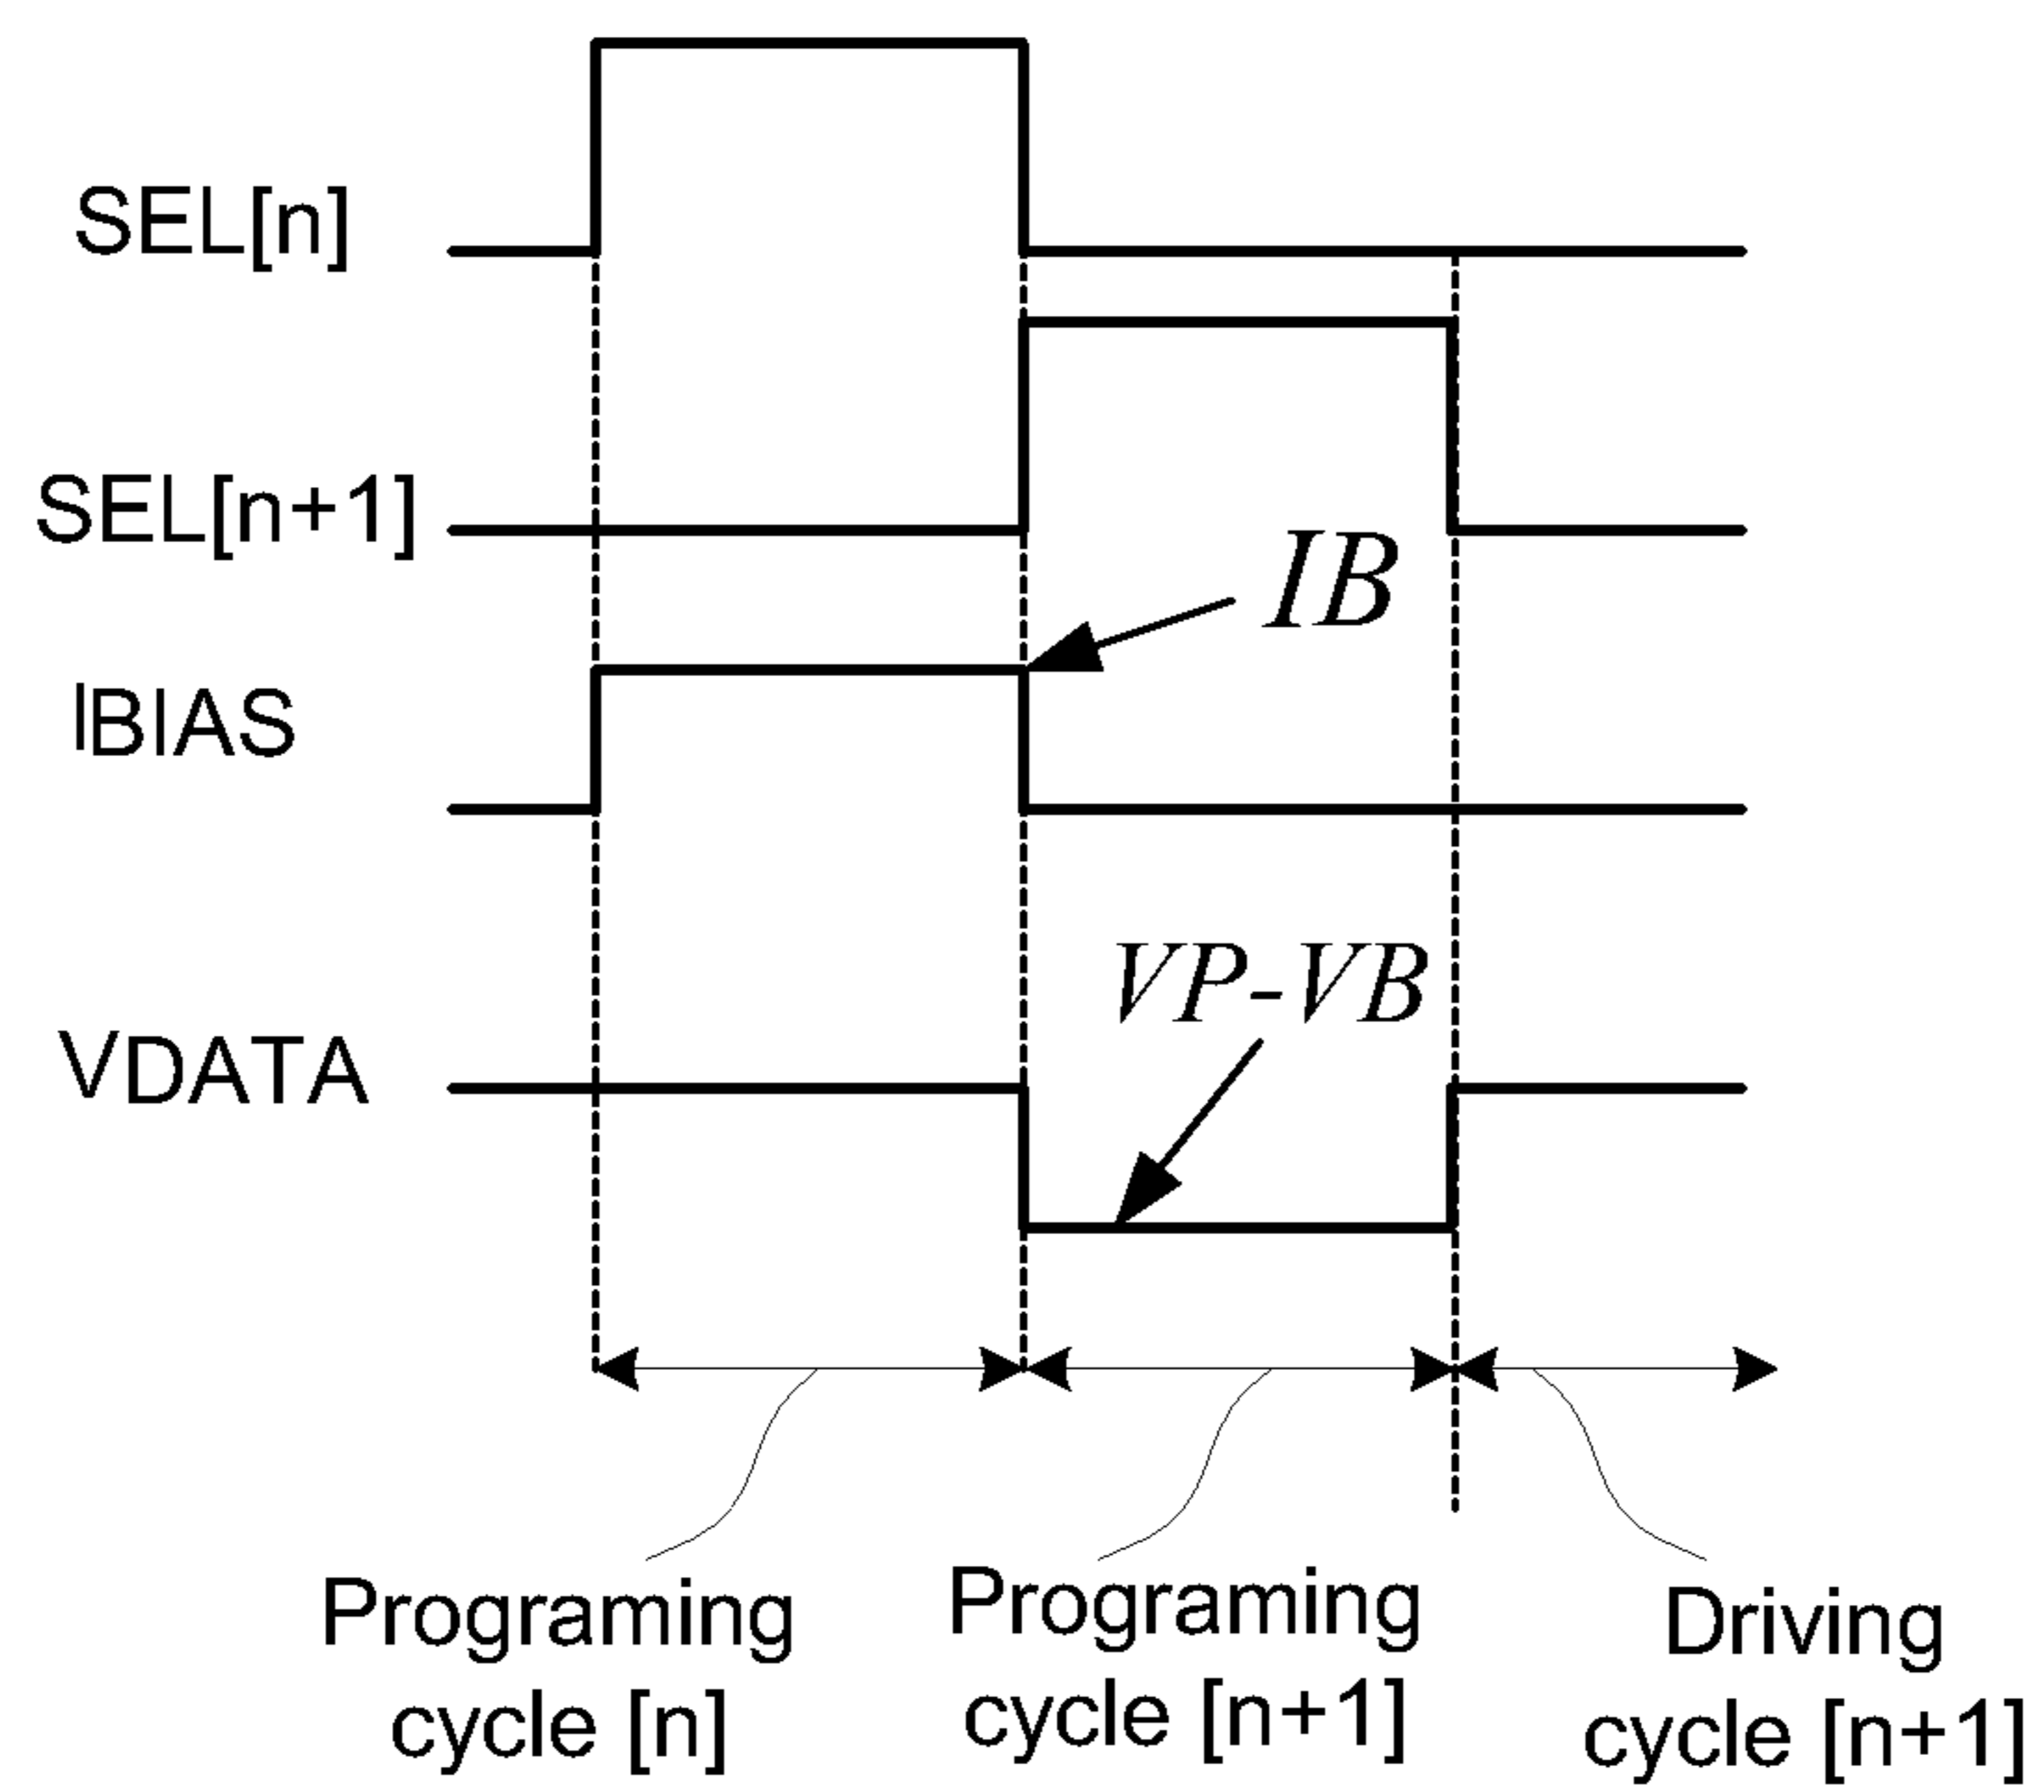 SEL[n]
SEL[n+1]
IB
IBIAS
VP-VB
VDATA
Programing
cycle [n]
Programing
cycle [n+1]
Driving
cycle [n+1]